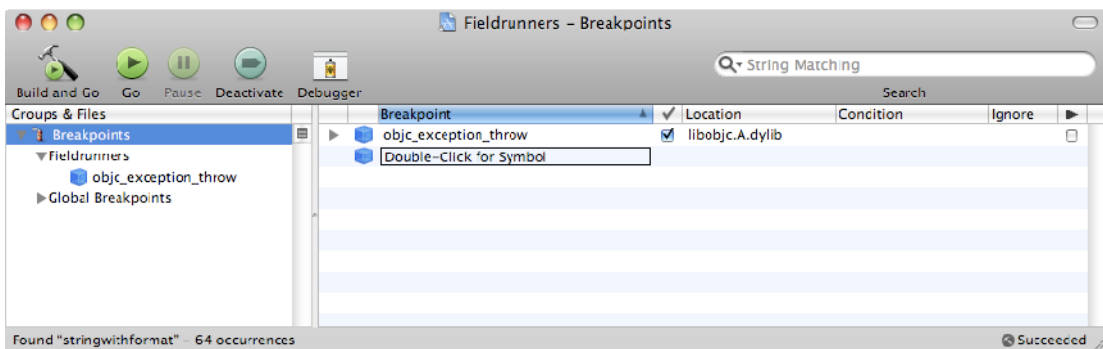 Fieldrunners – Breakpoints
String Matching
Build and Go Go Pause Deactivate Debugger Search
Groups & Files Breakpoint Location Condition Ignore
Breakpoints objc_exception_throw libobjc.A.dylib
Fieldrunners Double-Click for Symbol
objc_exception_throw
Global Breakpoints
Found "stringwithformat" – 64 occurrences Succeeded